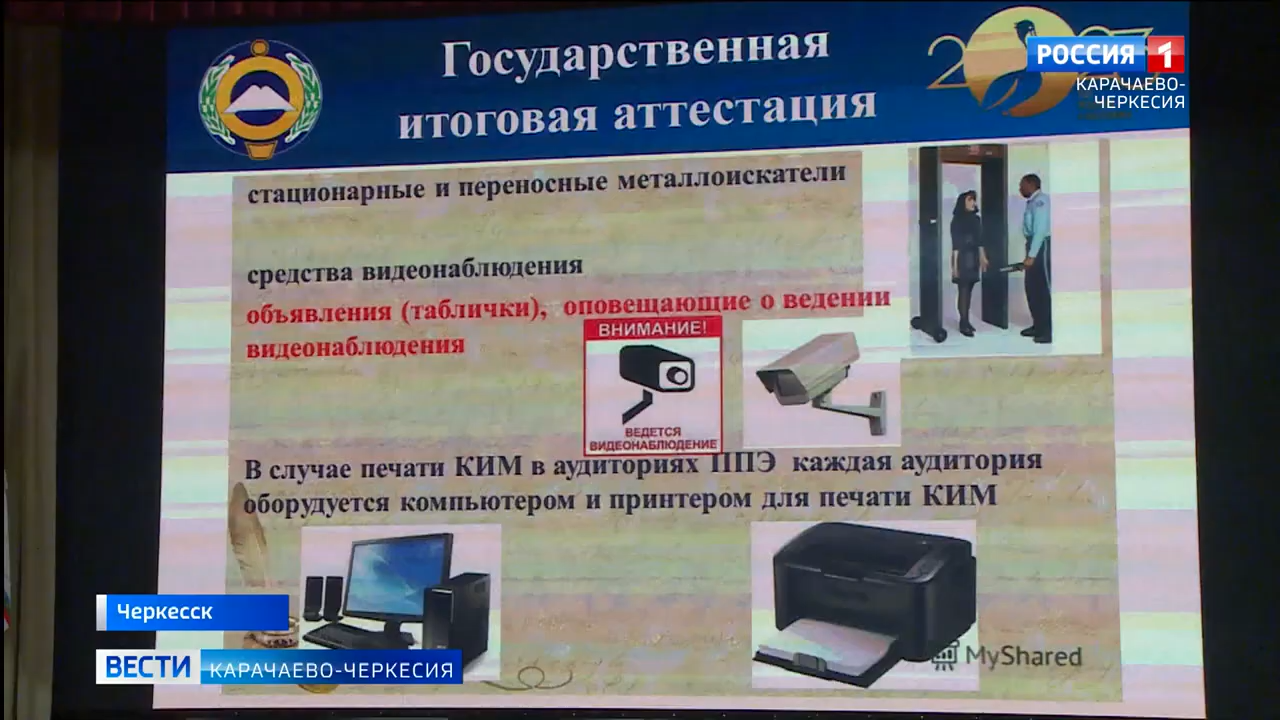 Государственная
итоговая аттестация
РОССИЯ 1
КАРАЧАЕВО-
ЧЕРКЕСИЯ
стационарные и переносные металлоискатели
средства видеонаблюдения
объявления (таблички), оповещающие о ведении
видеонаблюдения
ВНИМАНИЕ!
ВЕДЕТСЯ
ВИДЕОНАБЛЮДЕНИЕ
В случае печати КИМ в аудиториях ППЭ каждая аудитория
оборудуется компьютером и принтером для печати КИМ
MyShared
Черкесск
ВЕСТИ КАРАЧАЕВО-ЧЕРКЕСИЯ